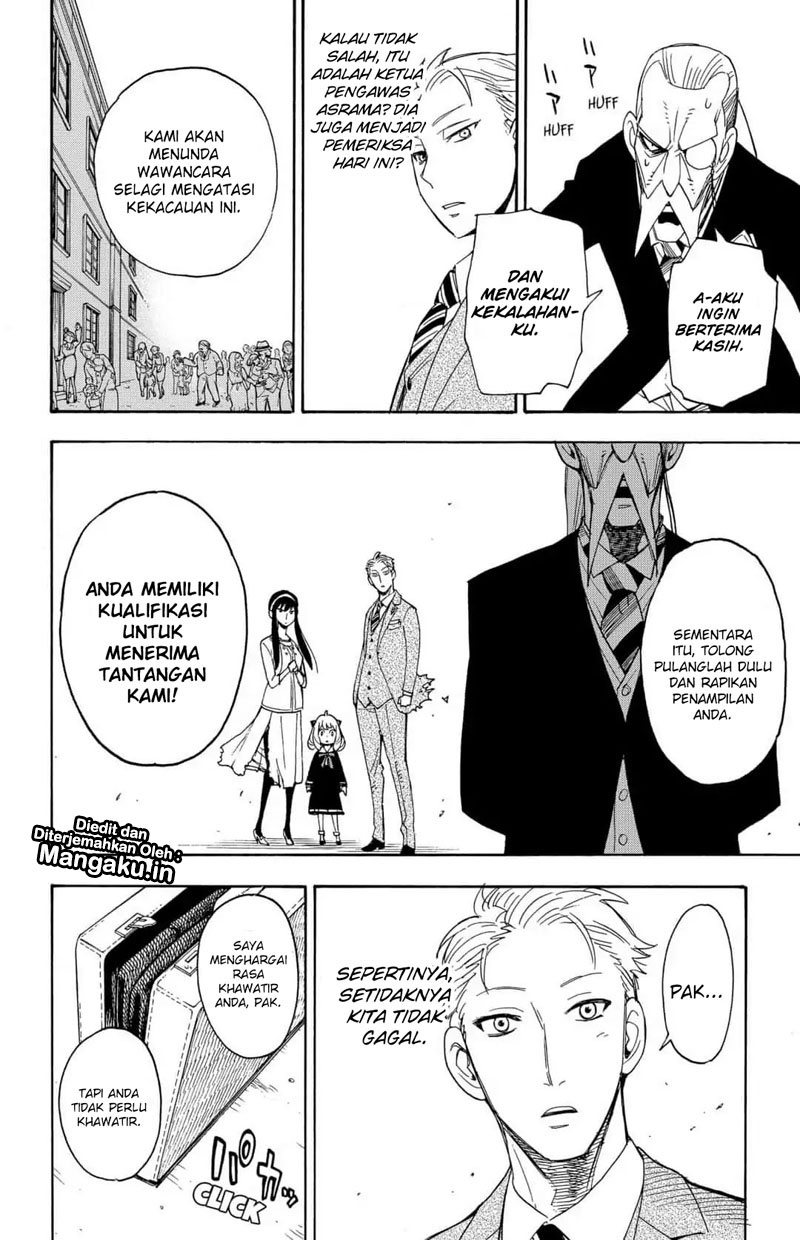 ハァ
HUFF
ハァ
HUFF
A-AKU
INGIN
BERTERIMA
KASIH.
KALAU TIDAK
SALAH, ITU
ADALAH KETUA
PENGAWAS
ASRAMA? DIA
JUGA MENJADI
PEMERIKSA
HARI INI?
DAN
MENGAKUI
KEKALAHAN-
KU.
KAMI AKAN
MENUNDA
WAWANCARA
SELAGI MENGATASI
KEKACAUAN INI.
SEMENTARA
ITU, TOLONG
PULANGLAH DULU
DAN RAPIKAN
PENAMPILAN
ANDA.
ANDA MEMILIKI
KUALIFIKASI
UNTUK
MENERIMA
TANTANGAN
KAMI!
Diedit dan
Diterjemahkan Oleh :
Mangaku.in
PAK...
SEPERTINYA,
SETIDAKNYA
KITA TIDAK
GAGAL.
SAYA
MENGHARGAI
RASA
KHAWATIR
ANDA, PAK.
TAPI ANDA
TIDAK PERLU
KHAWATIR.
パカッ
CLICK